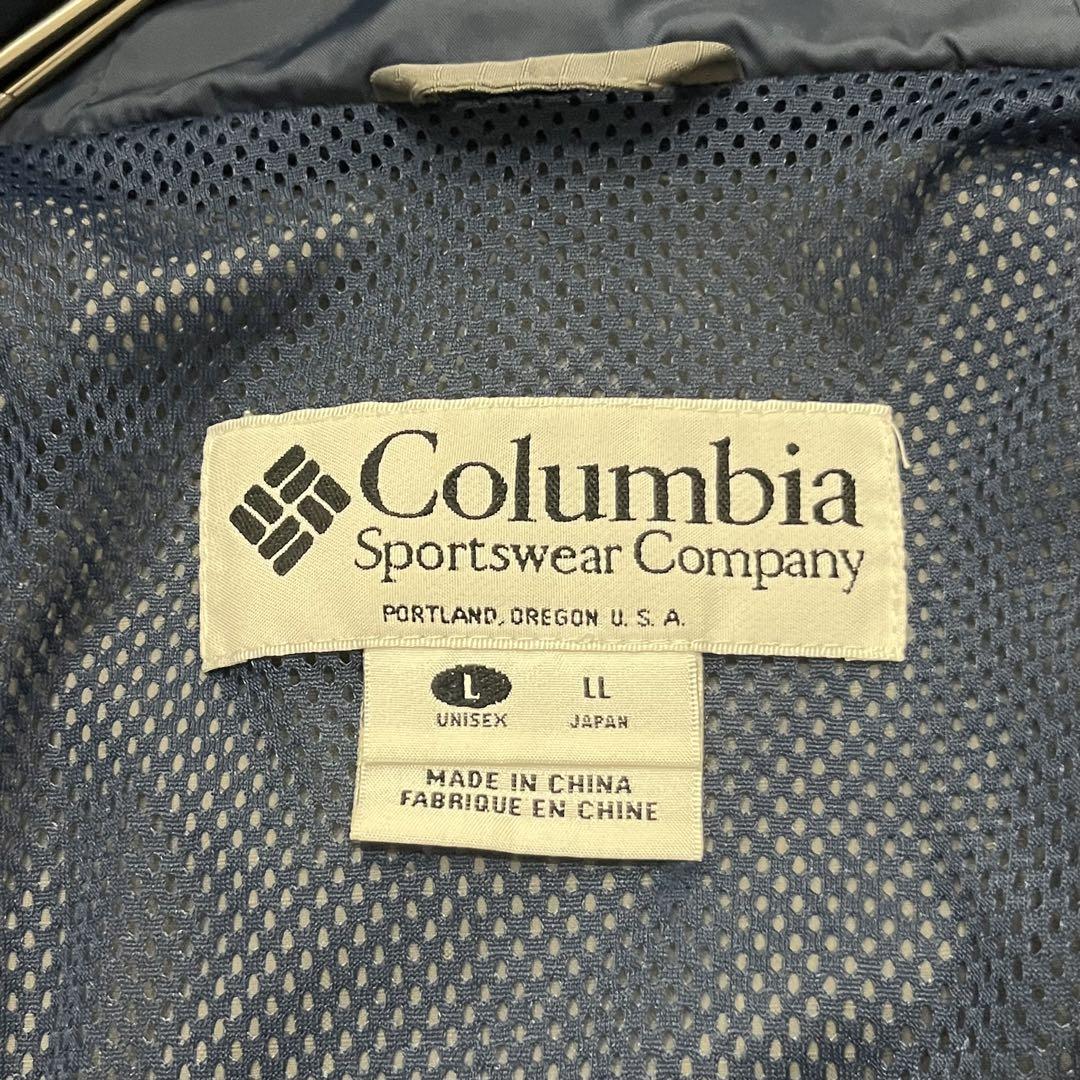 Columbia
Sportswear Company
PORTLAND, OREGON U. S. A.
L LL
UNISEX JAPAN
MADE IN CHINA
FABRIQUE EN CHINE